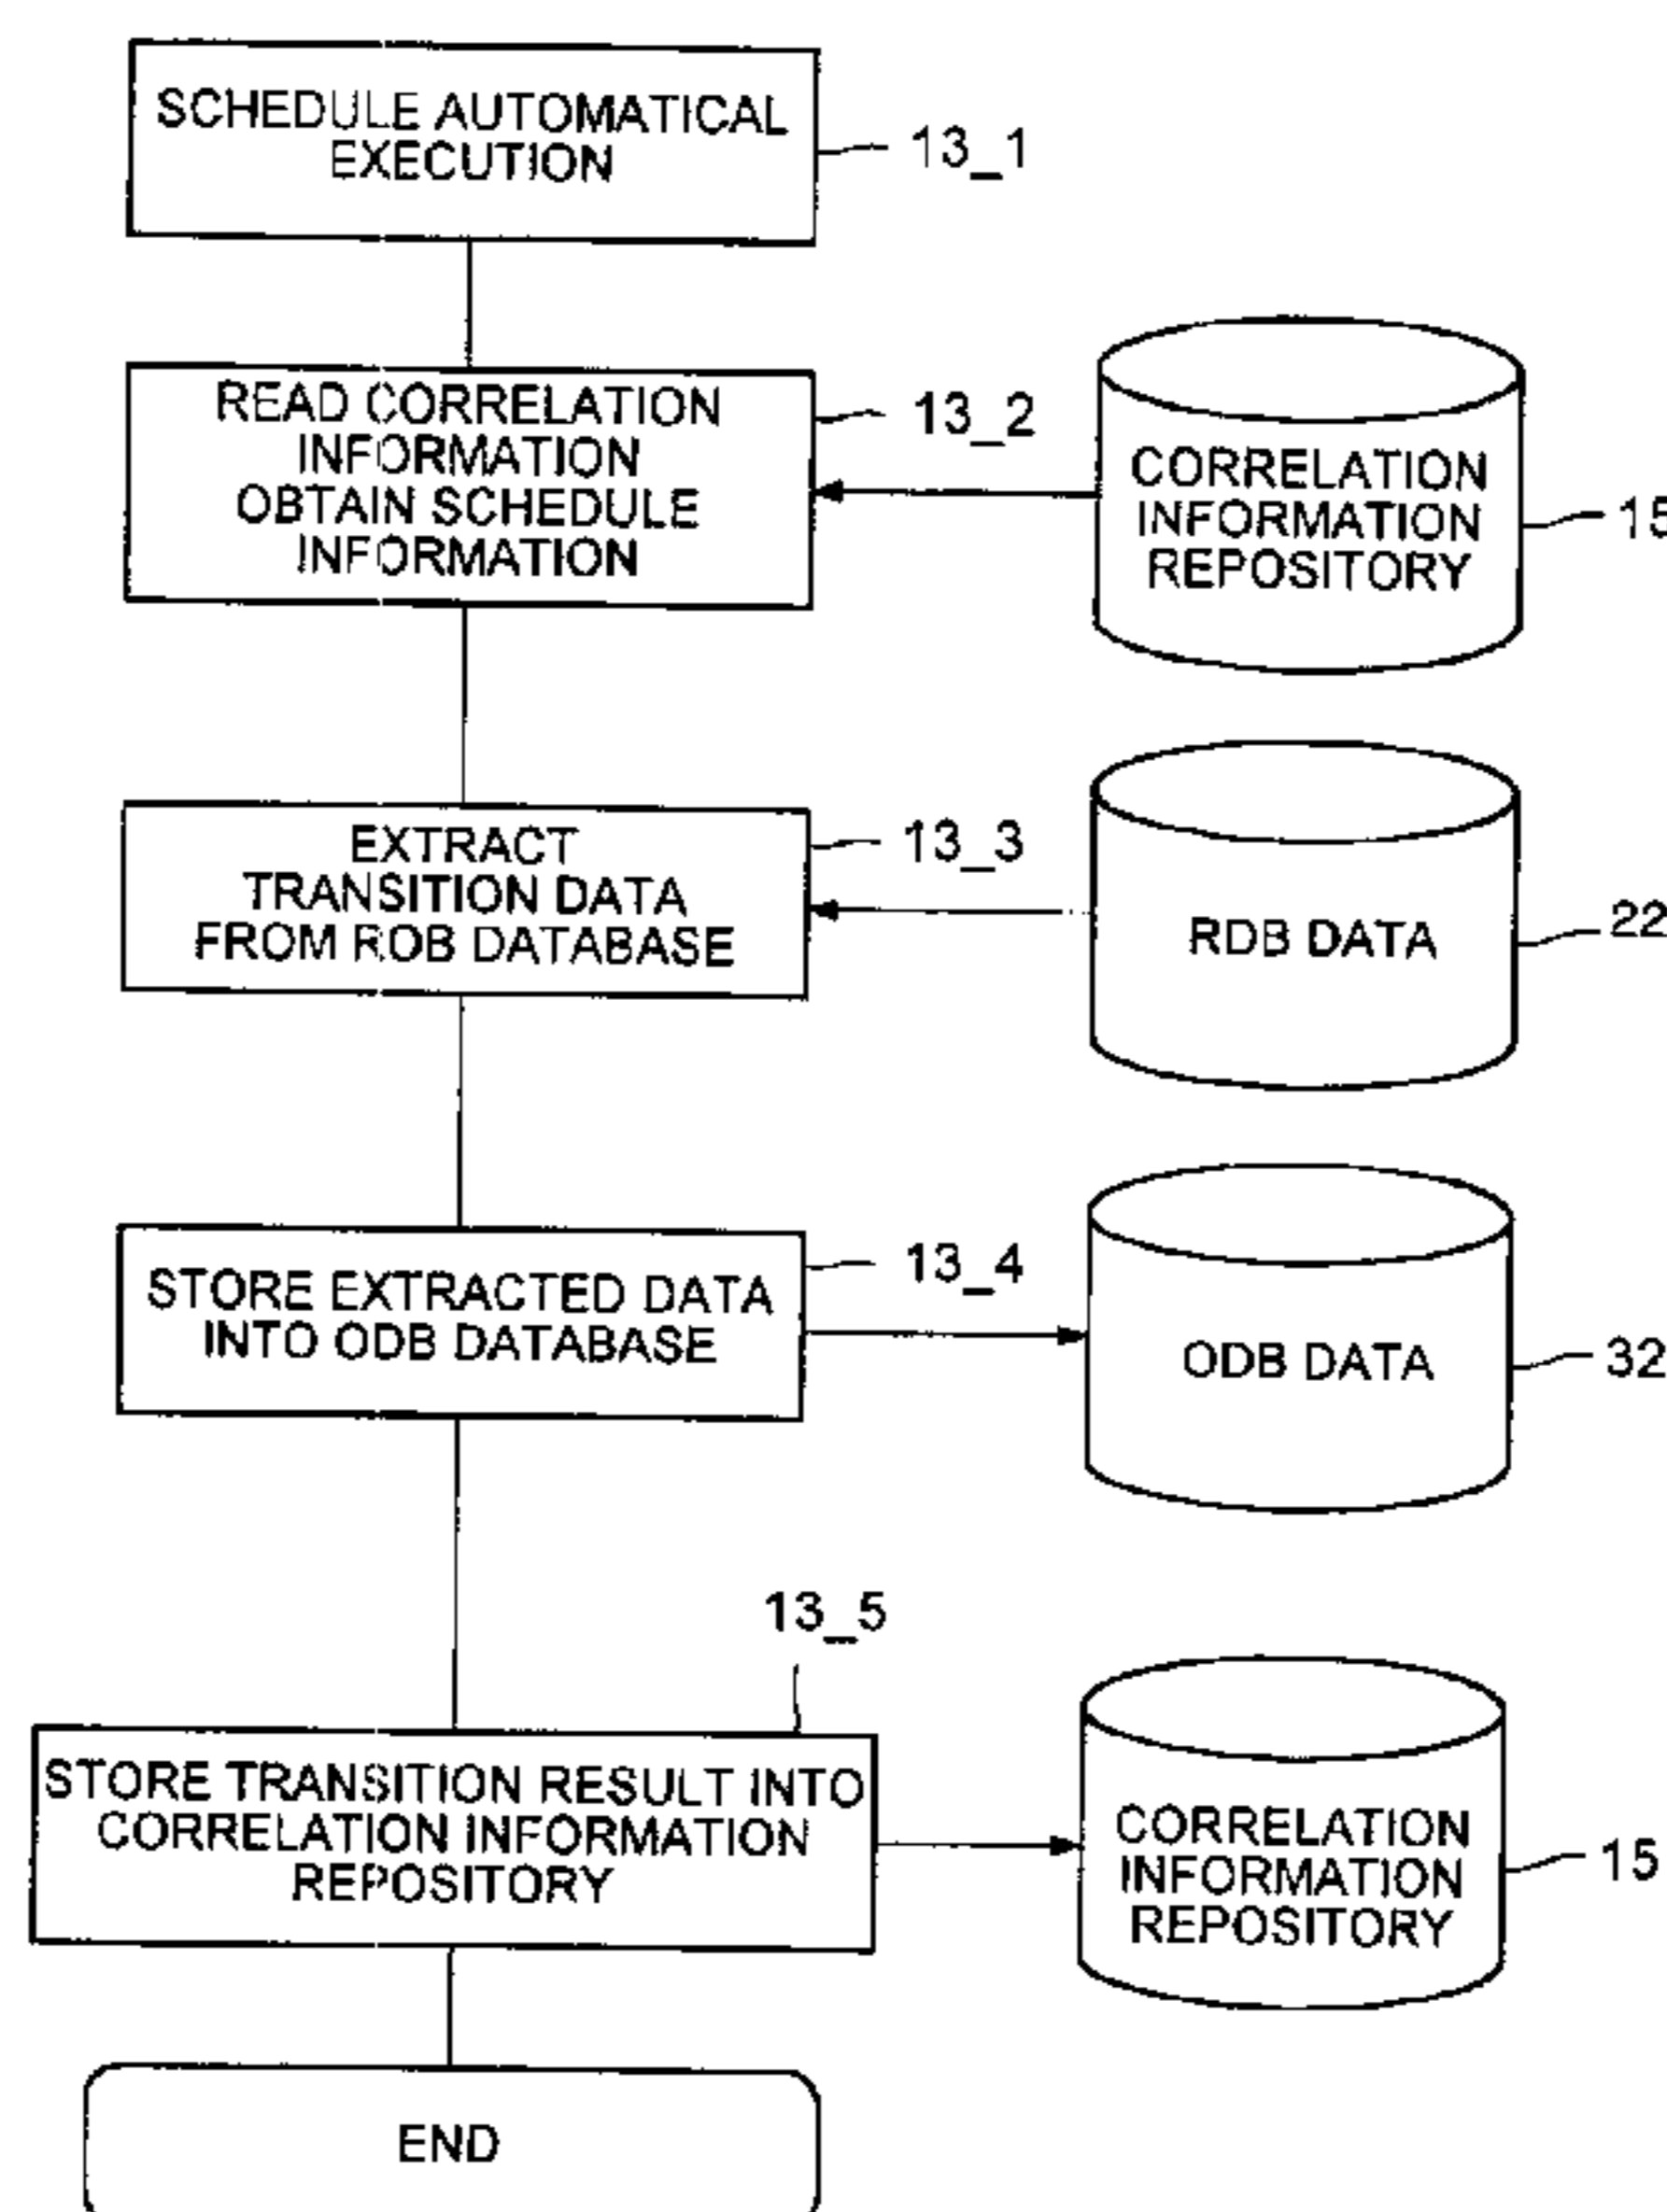 SCHEDULE AUTOMATICAL
EXECUTION
13_1
READ CORRELATION
INFORMATION
OBTAIN SCHEDULE
INFORMATION
13_2
CORRELATION
INFORMATION
REPOSITORY
15
EXTRACT
TRANSITION DATA
FROM ROB DATABASE
13_3
RDB DATA
22
STORE EXTRACTED DATA
INTO ODB DATABASE
13_4
ODB DATA
32
13_5
STORE TRANSITION RESULT INTO
CORRELATION INFORMATION
REPOSITORY
CORRELATION
INFORMATION
REPOSITORY
15
END